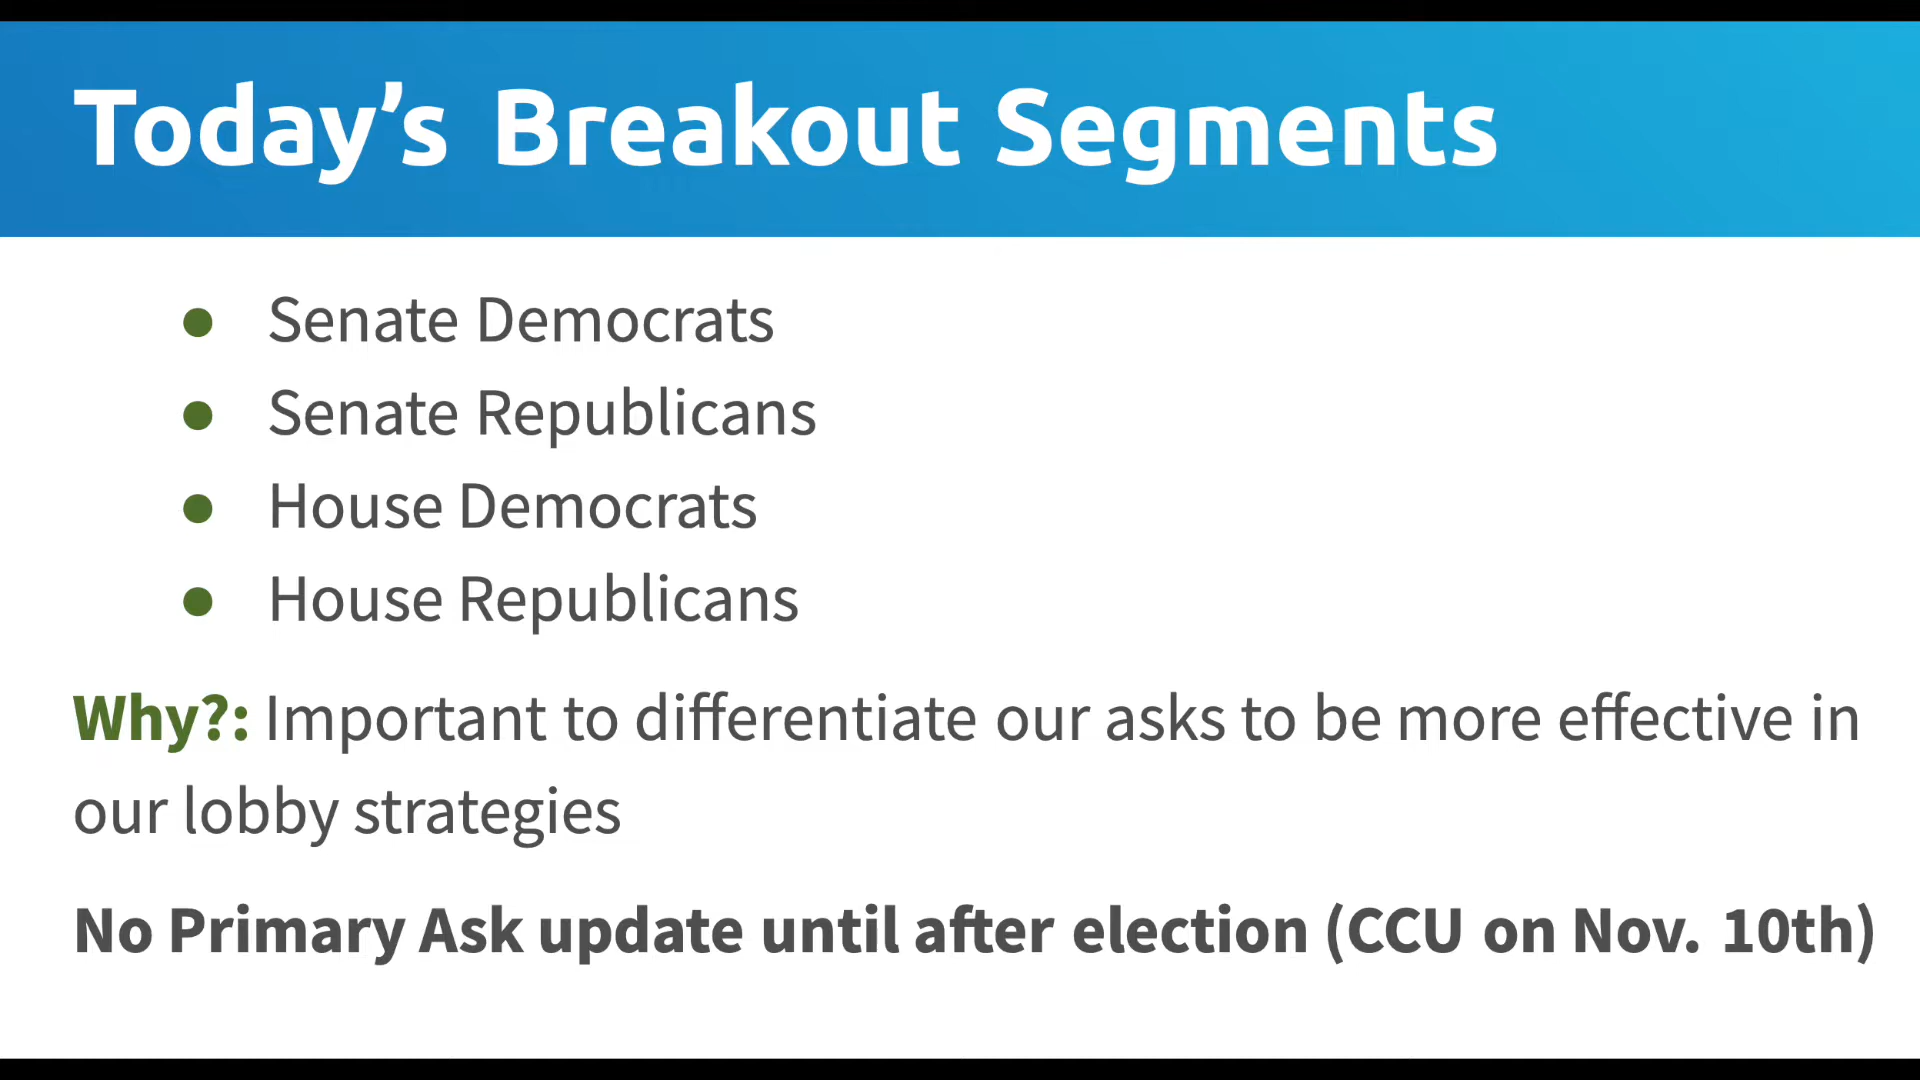 Today’s Breakout Segments
● Senate Democrats
● Senate Republicans
● House Democrats
● House Republicans
Why?: Important to differentiate our asks to be more effective in
our lobby strategies
No Primary Ask update until after election (CCU on Nov. 10th)